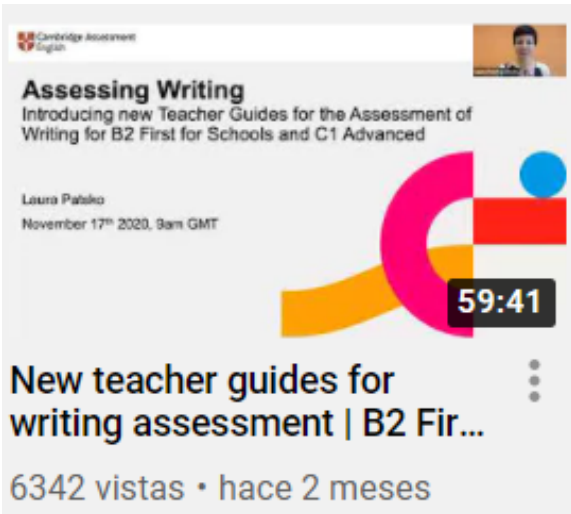 Cambridge Assessment
English
Assessing Writing
Introducing new Teacher Guides for the Assessment of
Writing for B2 First for Schools and C1 Advanced
Laura Patsko
November 17th 2020, 9am GMT
59:41
New teacher guides for
writing assessment | B2 Fir...
6342 vistas • hace 2 meses